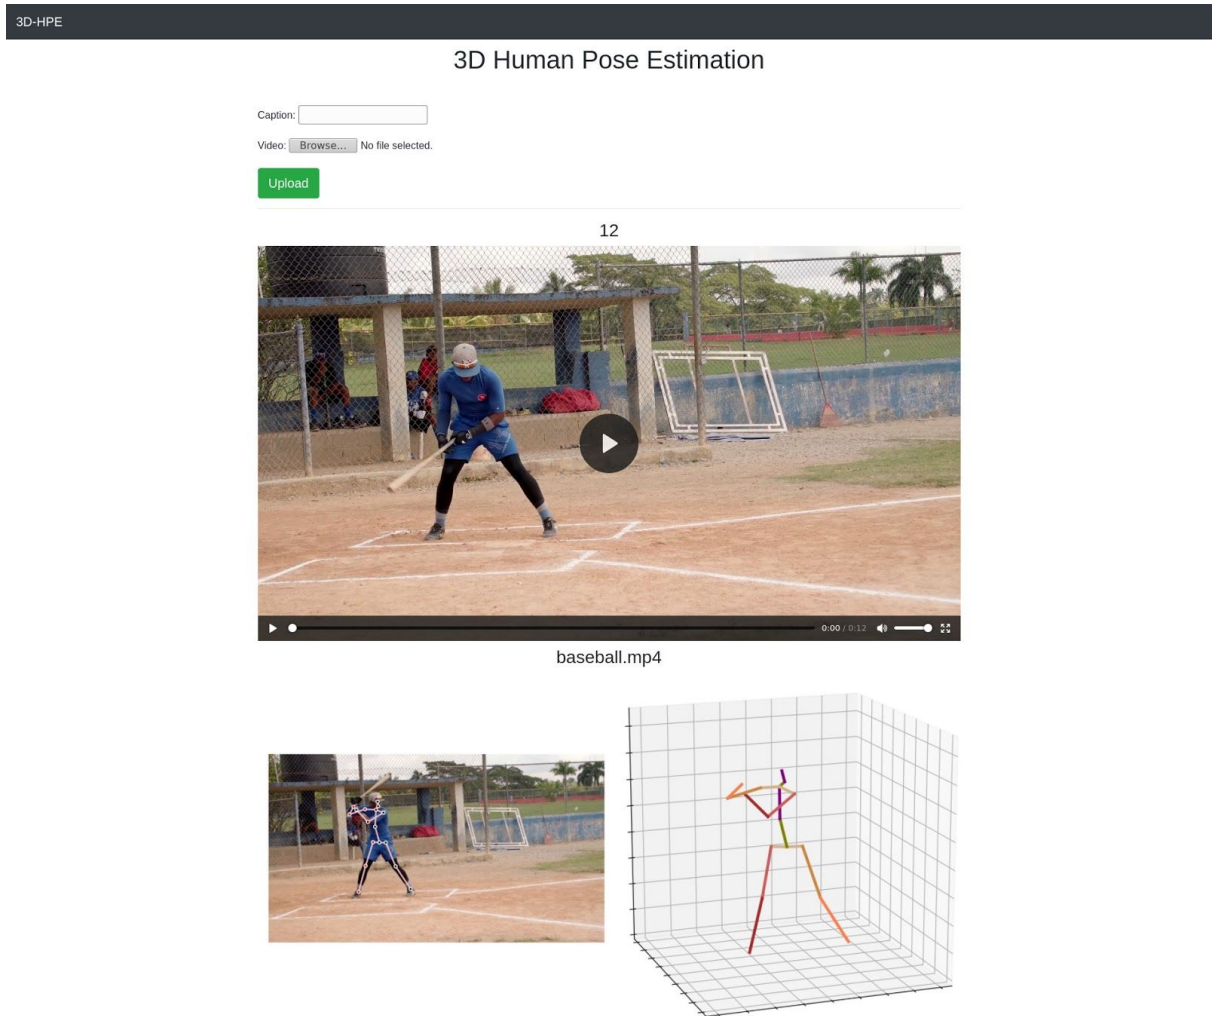 3D-HPE
3D Human Pose Estimation
Caption:
Video: Browse... No file selected.
Upload
12
0:00 / 0:12
baseball.mp4